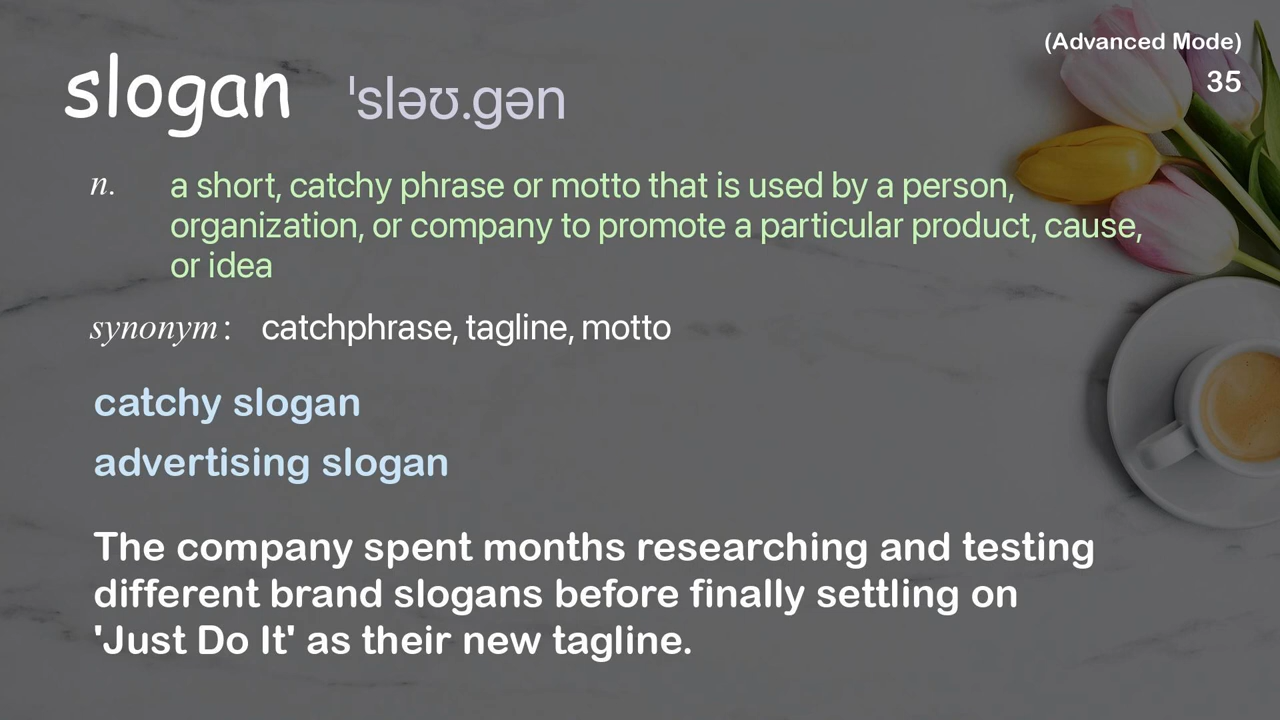 (Advanced Mode)
35
slogan ˈsləʊ.gən
n. a short, catchy phrase or motto that is used by a person,
organization, or company to promote a particular product, cause,
or idea
synonym: catchphrase, tagline, motto
catchy slogan
advertising slogan
The company spent months researching and testing
different brand slogans before finally settling on
'Just Do It' as their new tagline.